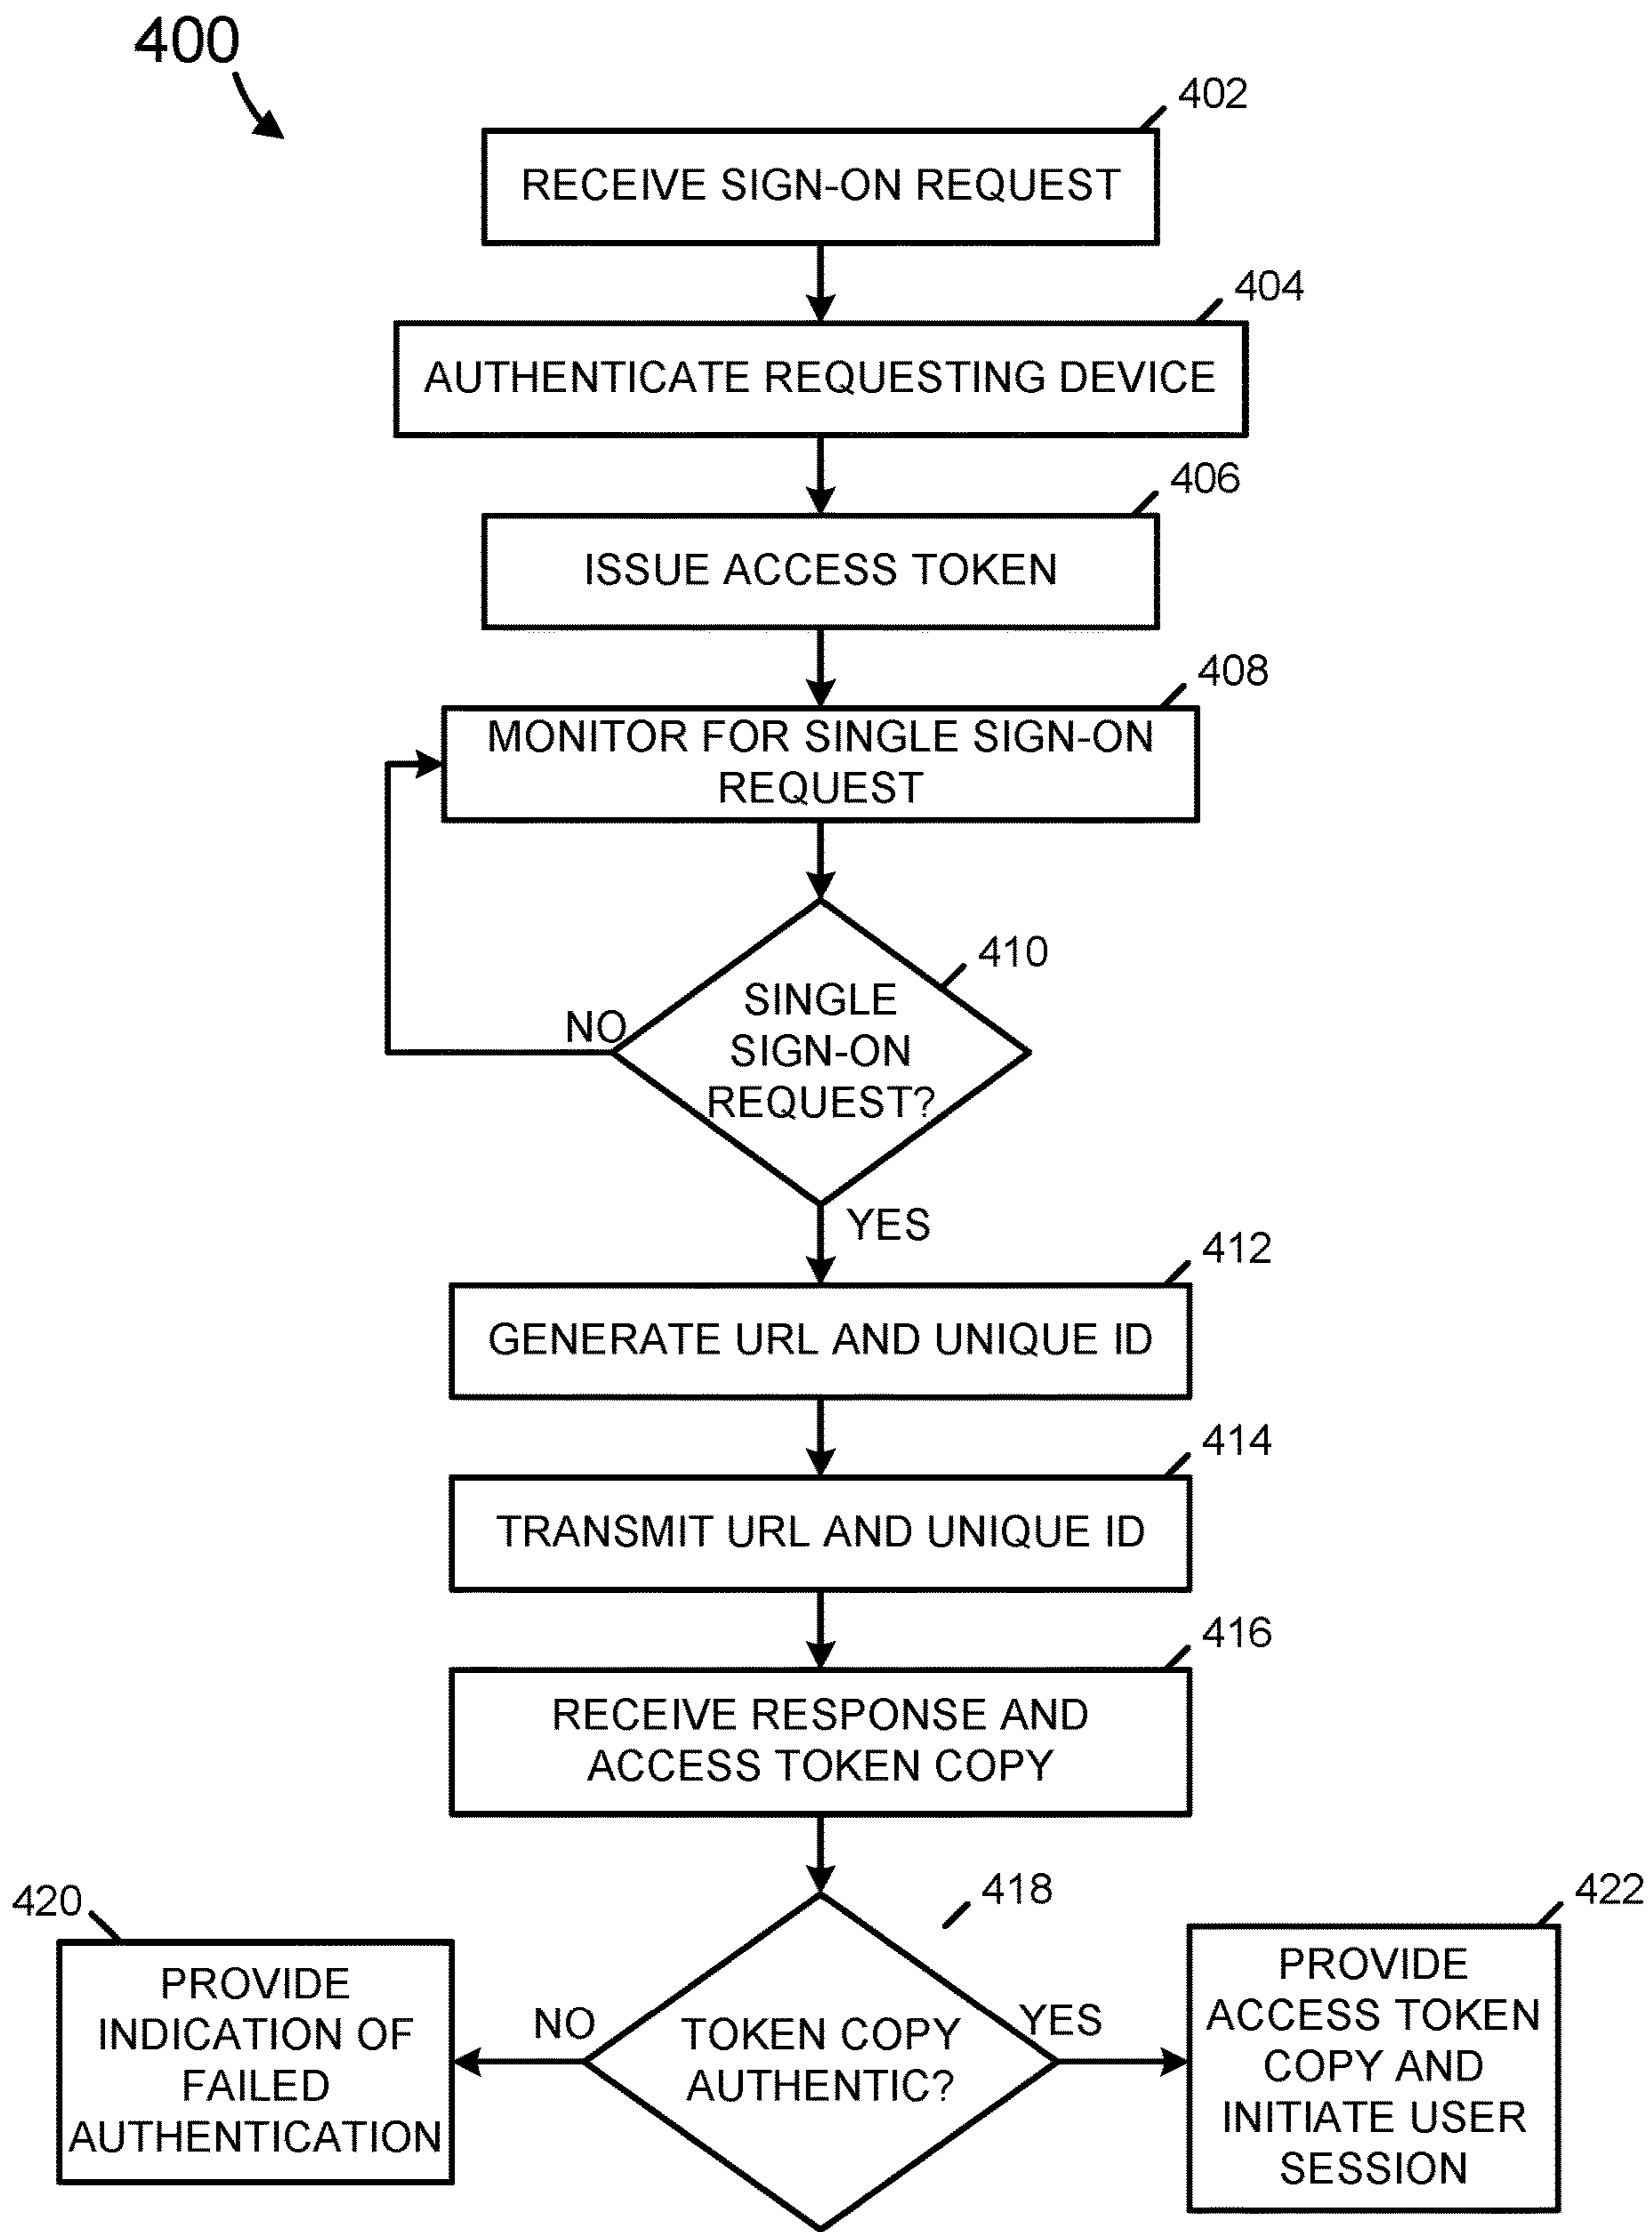 400
402
RECEIVE SIGN-ON REQUEST
404
AUTHENTICATE REQUESTING DEVICE
406
ISSUE ACCESS TOKEN
408
MONITOR FOR SINGLE SIGN-ON
REQUEST
410
SINGLE
SIGN-ON
REQUEST?
NO
YES
412
GENERATE URL AND UNIQUE ID
414
TRANSMIT URL AND UNIQUE ID
416
RECEIVE RESPONSE AND
ACCESS TOKEN COPY
418
TOKEN COPY
AUTHENTIC?
NO
YES
420
PROVIDE
INDICATION OF
FAILED
AUTHENTICATION
422
PROVIDE
ACCESS TOKEN
COPY AND
INITIATE USER
SESSION